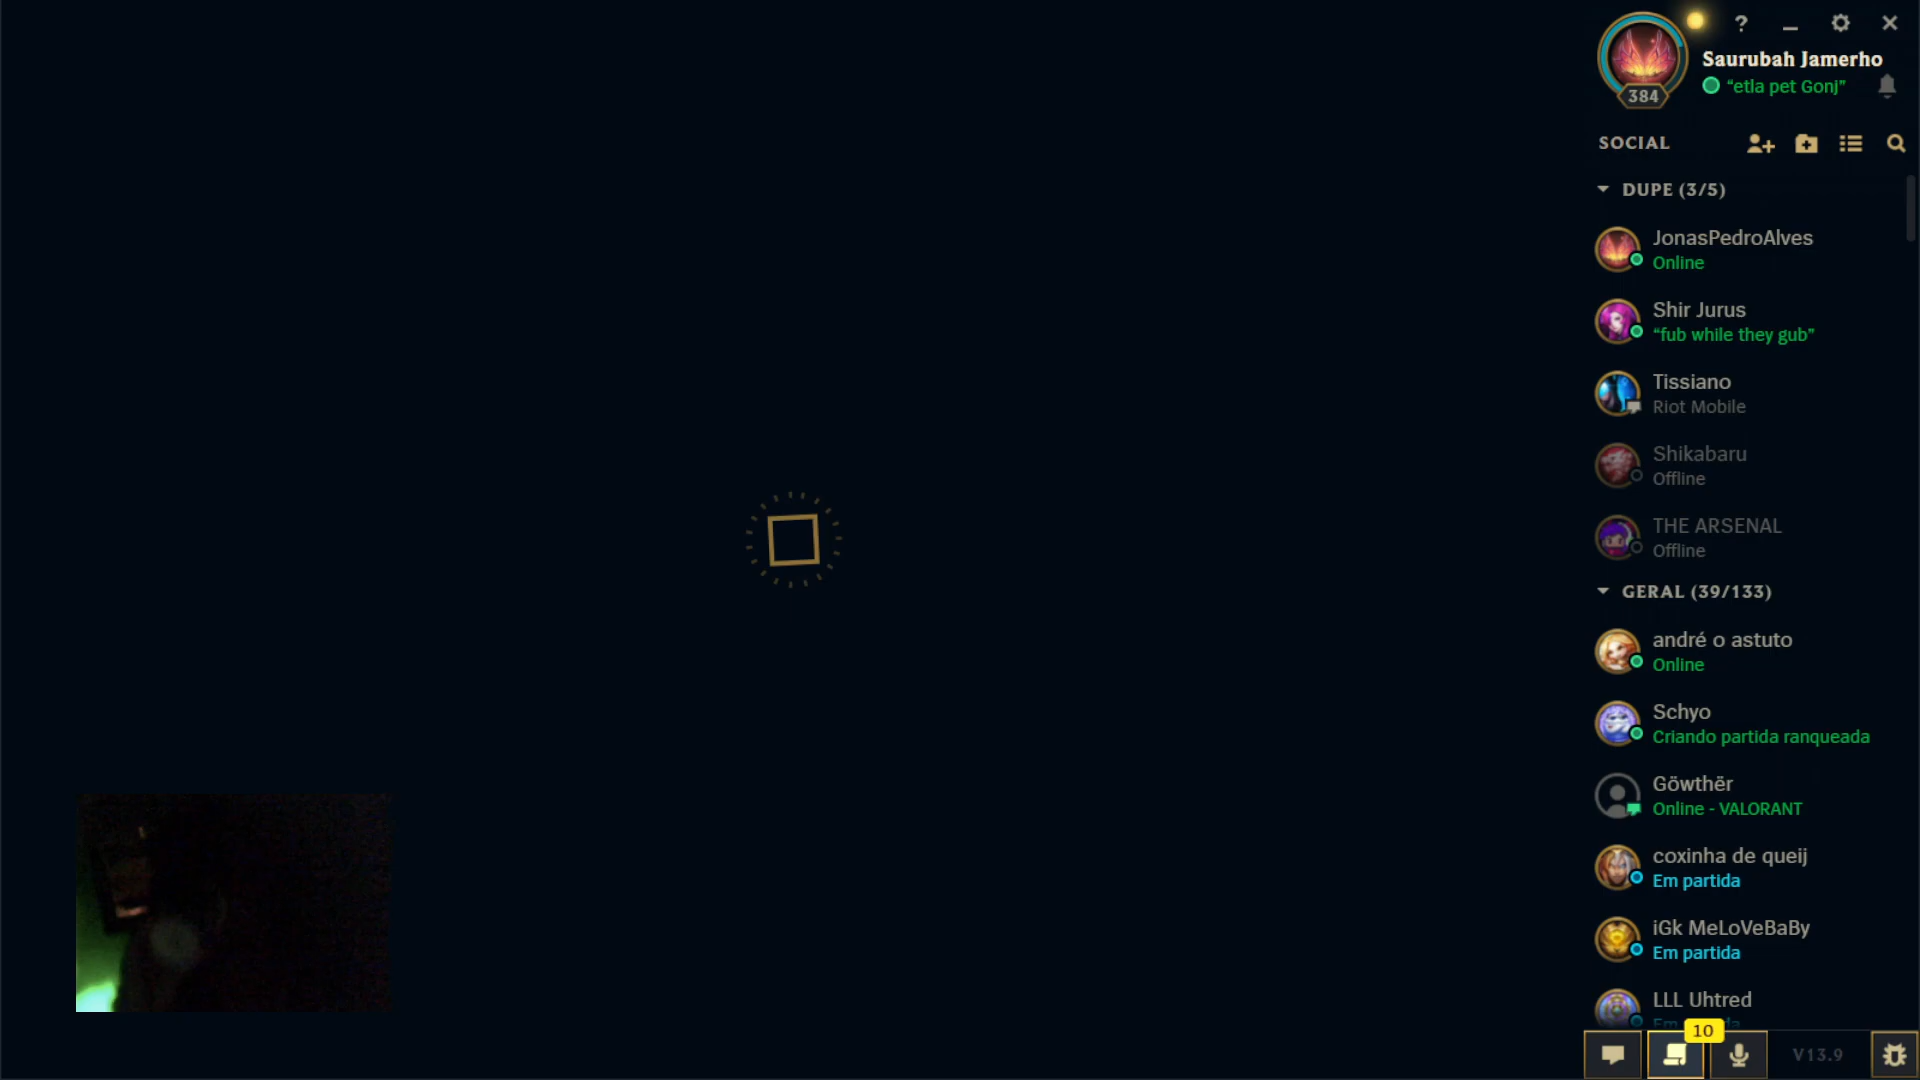 ?
Saurubah Jamerho
“etla pet Gonj”
384
SOCIAL
DUPE (3/5)
JonasPedroAlves
Online
Shir Jurus
“fub while they gub”
Tissiano
Riot Mobile
Shikabaru
Offline
THE ARSENAL
Offline
GERAL (39/133)
andré o astuto
Online
Schyo
Criando partida ranqueada
Göwthër
Online - VALORANT
coxinha de queij
Em partida
iGk MeLoVeBaBy
Em partida
LLL Uhtred
10
V13.9